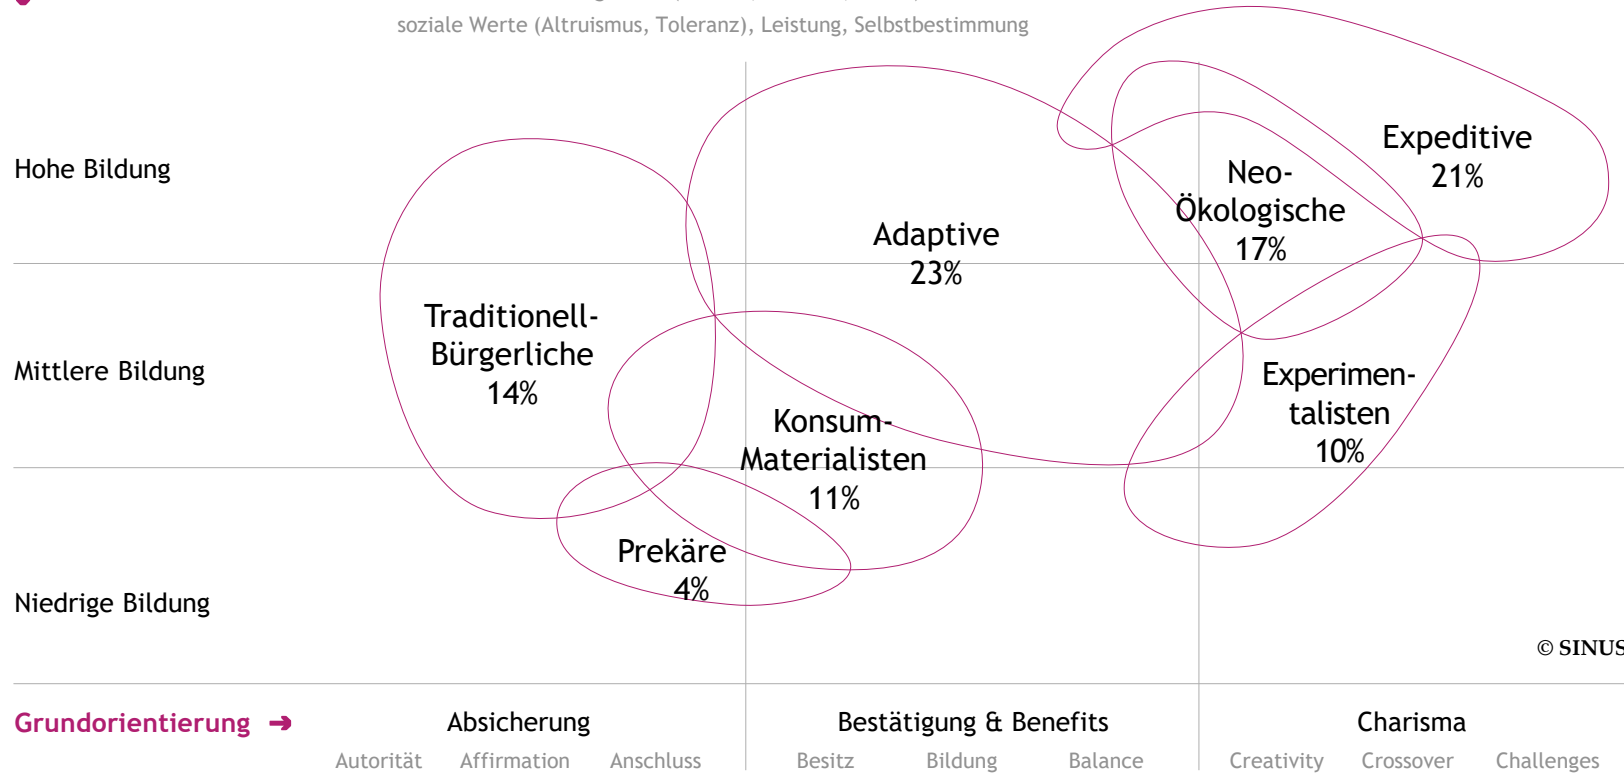 soziale Werte (Altruismus, Toleranz), Leistung, Selbstbestimmung
Hohe Bildung
Mittlere Bildung
Niedrige Bildung
Traditionell-
Bürgerliche
14%
Adaptive
23%
Neo-
Ökologische
17%
Expeditive
21%
Konsum-
Materialisten
11%
Experimen-
talisten
10%
Prekäre
4%
© SINUS
Grundorientierung ➔
Absicherung
Bestätigung & Benefits
Charisma
Autorität Affirmation Anschluss
Besitz Bildung Balance
Creativity Crossover Challenges